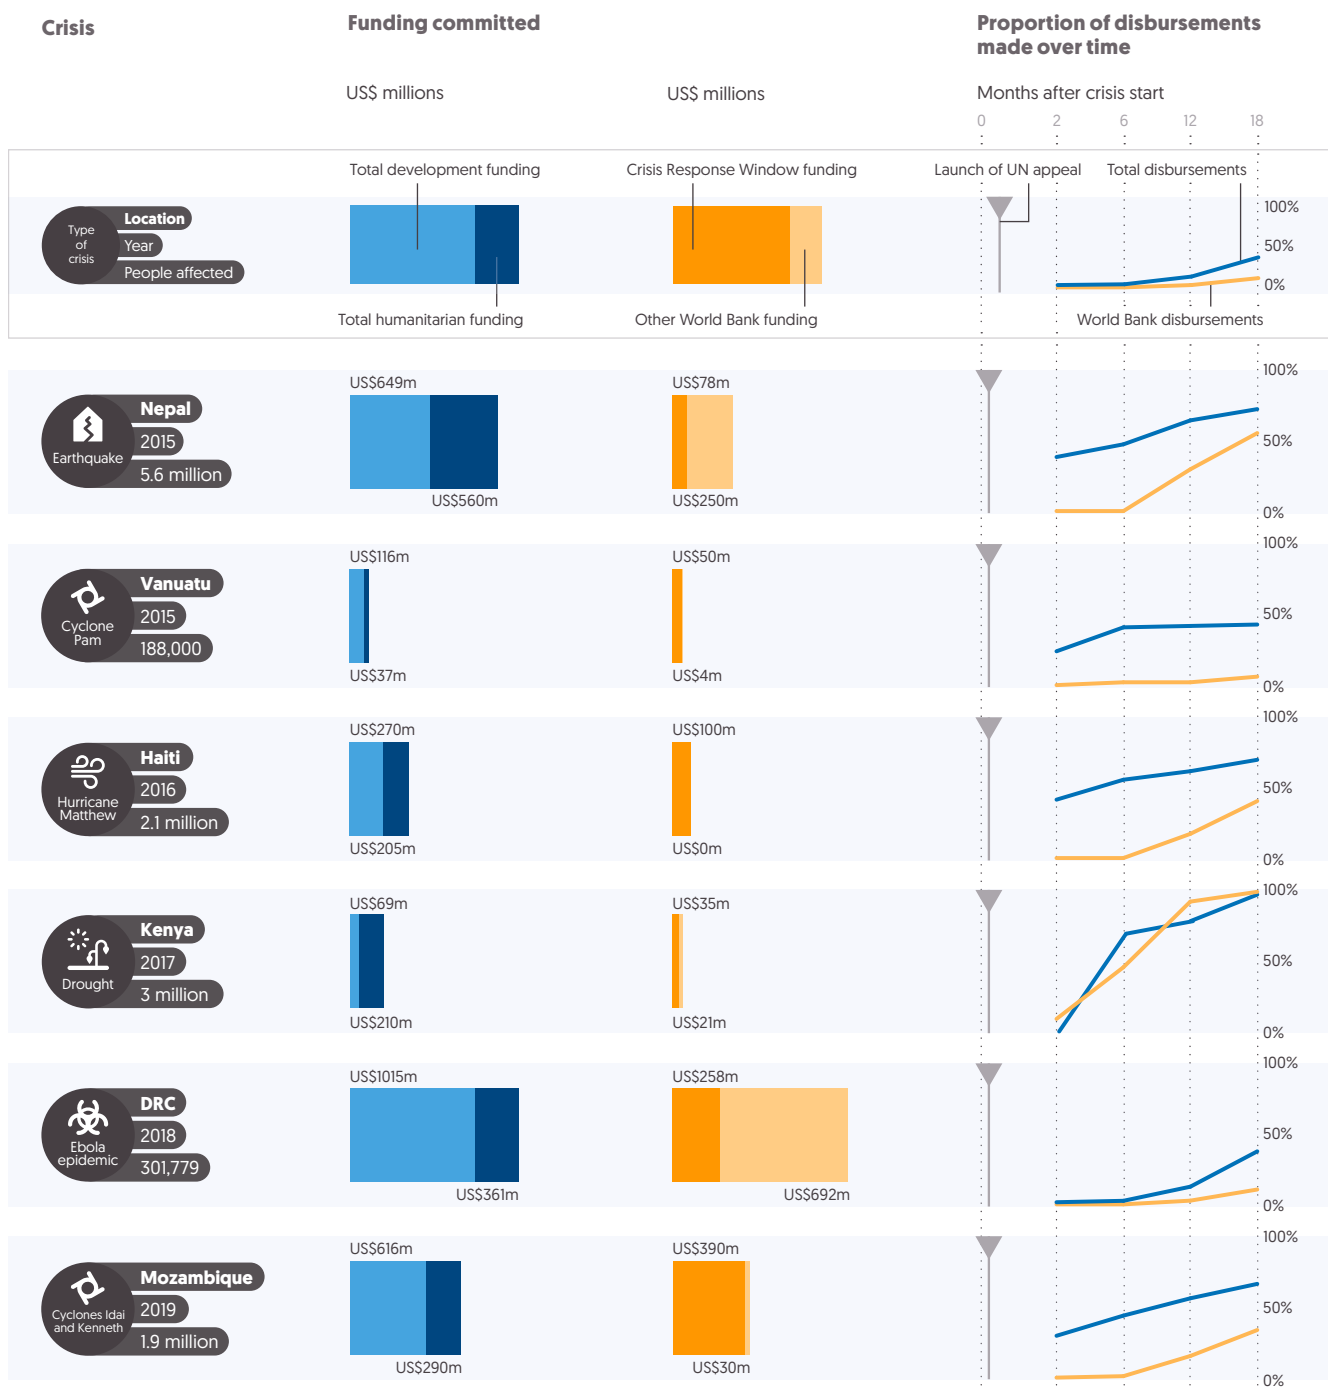 Crisis
Funding committed
Proportion of disbursements
made over time
US$ millions
US$ millions
Months after crisis start
0 2 6 12 18
Total development funding
Crisis Response Window funding
Launch of UN appeal
Total disbursements
Type
of
crisis
Location
Year
People affected
100%
50%
0%
Total humanitarian funding
Other World Bank funding
World Bank disbursements
Earthquake
Nepal
2015
5.6 million
US$649m
US$560m
US$78m
US$250m
100%
50%
0%
Cyclone
Pam
Vanuatu
2015
188,000
US$116m
US$37m
US$50m
US$4m
100%
50%
0%
Hurricane
Matthew
Haiti
2016
2.1 million
US$270m
US$205m
US$100m
US$0m
100%
50%
0%
Drought
Kenya
2017
3 million
US$69m
US$210m
US$35m
US$21m
100%
50%
0%
Ebola
epidemic
DRC
2018
301,779
US$1015m
US$361m
US$258m
US$692m
100%
50%
0%
Cyclones Idai
and Kenneth
Mozambique
2019
1.9 million
US$616m
US$290m
US$390m
US$30m
100%
50%
0%